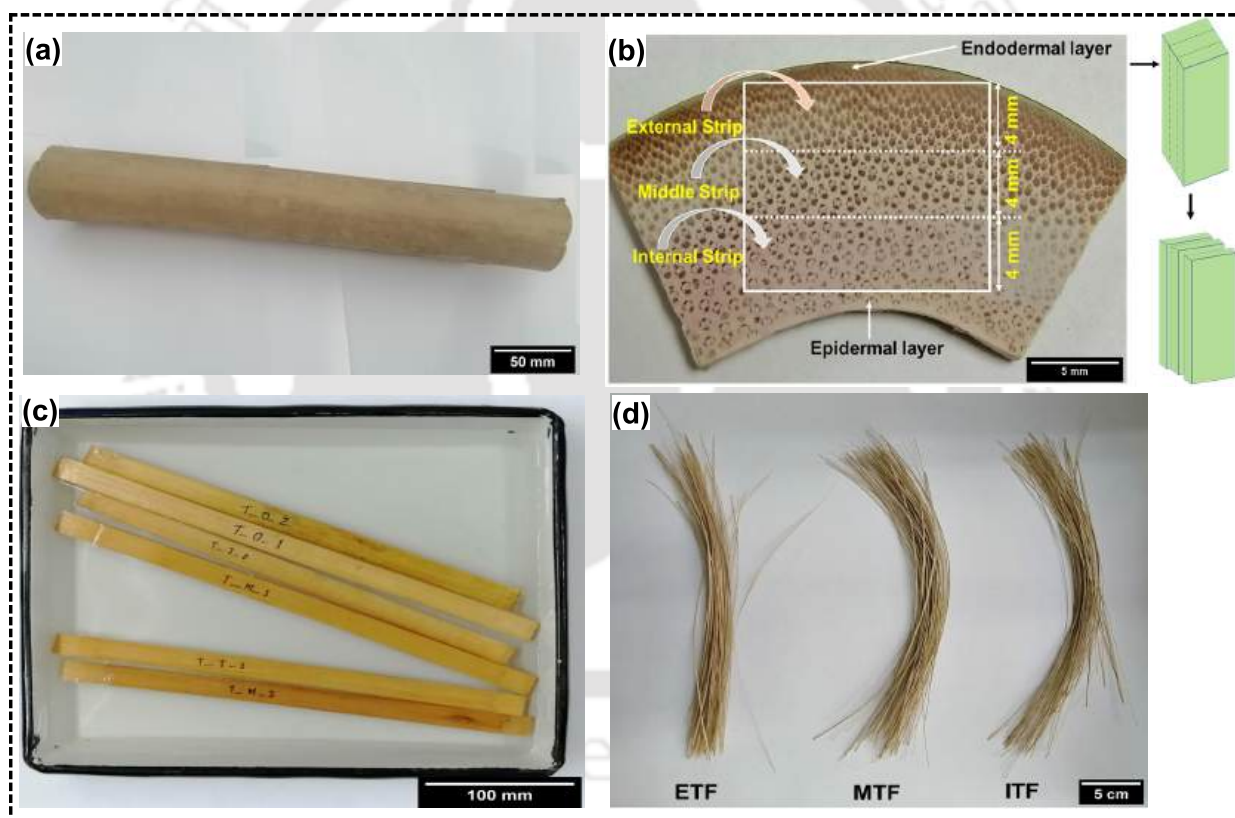 (a)
50 mm
(b)
Endodermal layer
External Strip
Middle Strip
Internal Strip
4 mm
4 mm
4 mm
Epidermal layer
5 mm
(c)
T_O_2
T_O_1
T_M_3
100 mm
(d)
ETF
MTF
ITF
5 cm